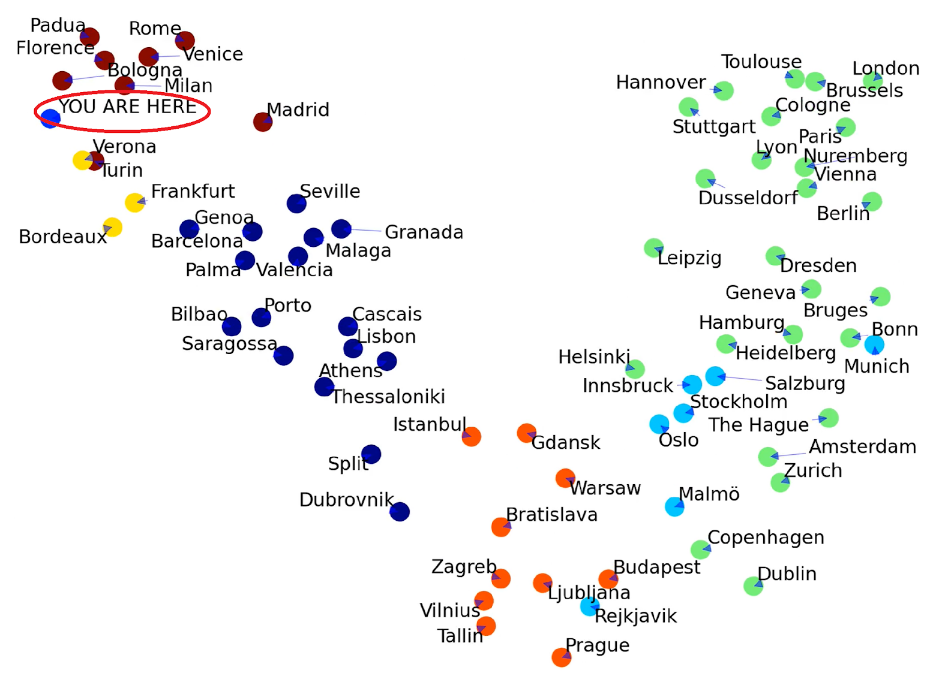 Padua
Rome
Florence
Venice
Bologna
Milan
YOU ARE HERE
Madrid
Verona
Turin
Frankfurt
Bordeaux
Seville
Genoa
Barcelona
Granada
Malaga
Palma
Valencia
Porto
Bilbao
Cascais
Saragossa
Lisbon
Athens
Thessaloniki
Split
Dubrovnik
Toulouse
London
Hannover
Brussels
Cologne
Stuttgart
Paris
Lyon
Nuremberg
Vienna
Dusseldorf
Berlin
Leipzig
Dresden
Geneva
Bruges
Hamburg
Bonn
Heidelberg
Munich
Helsinki
Innsbruck
Salzburg
Stockholm
The Hague
Oslo
Amsterdam
Zurich
Malmö
Copenhagen
Dublin
Istanbul
Gdansk
Warsaw
Bratislava
Zagreb
Budapest
Ljubljana
Vilnius
Rejkjavik
Tallin
Prague